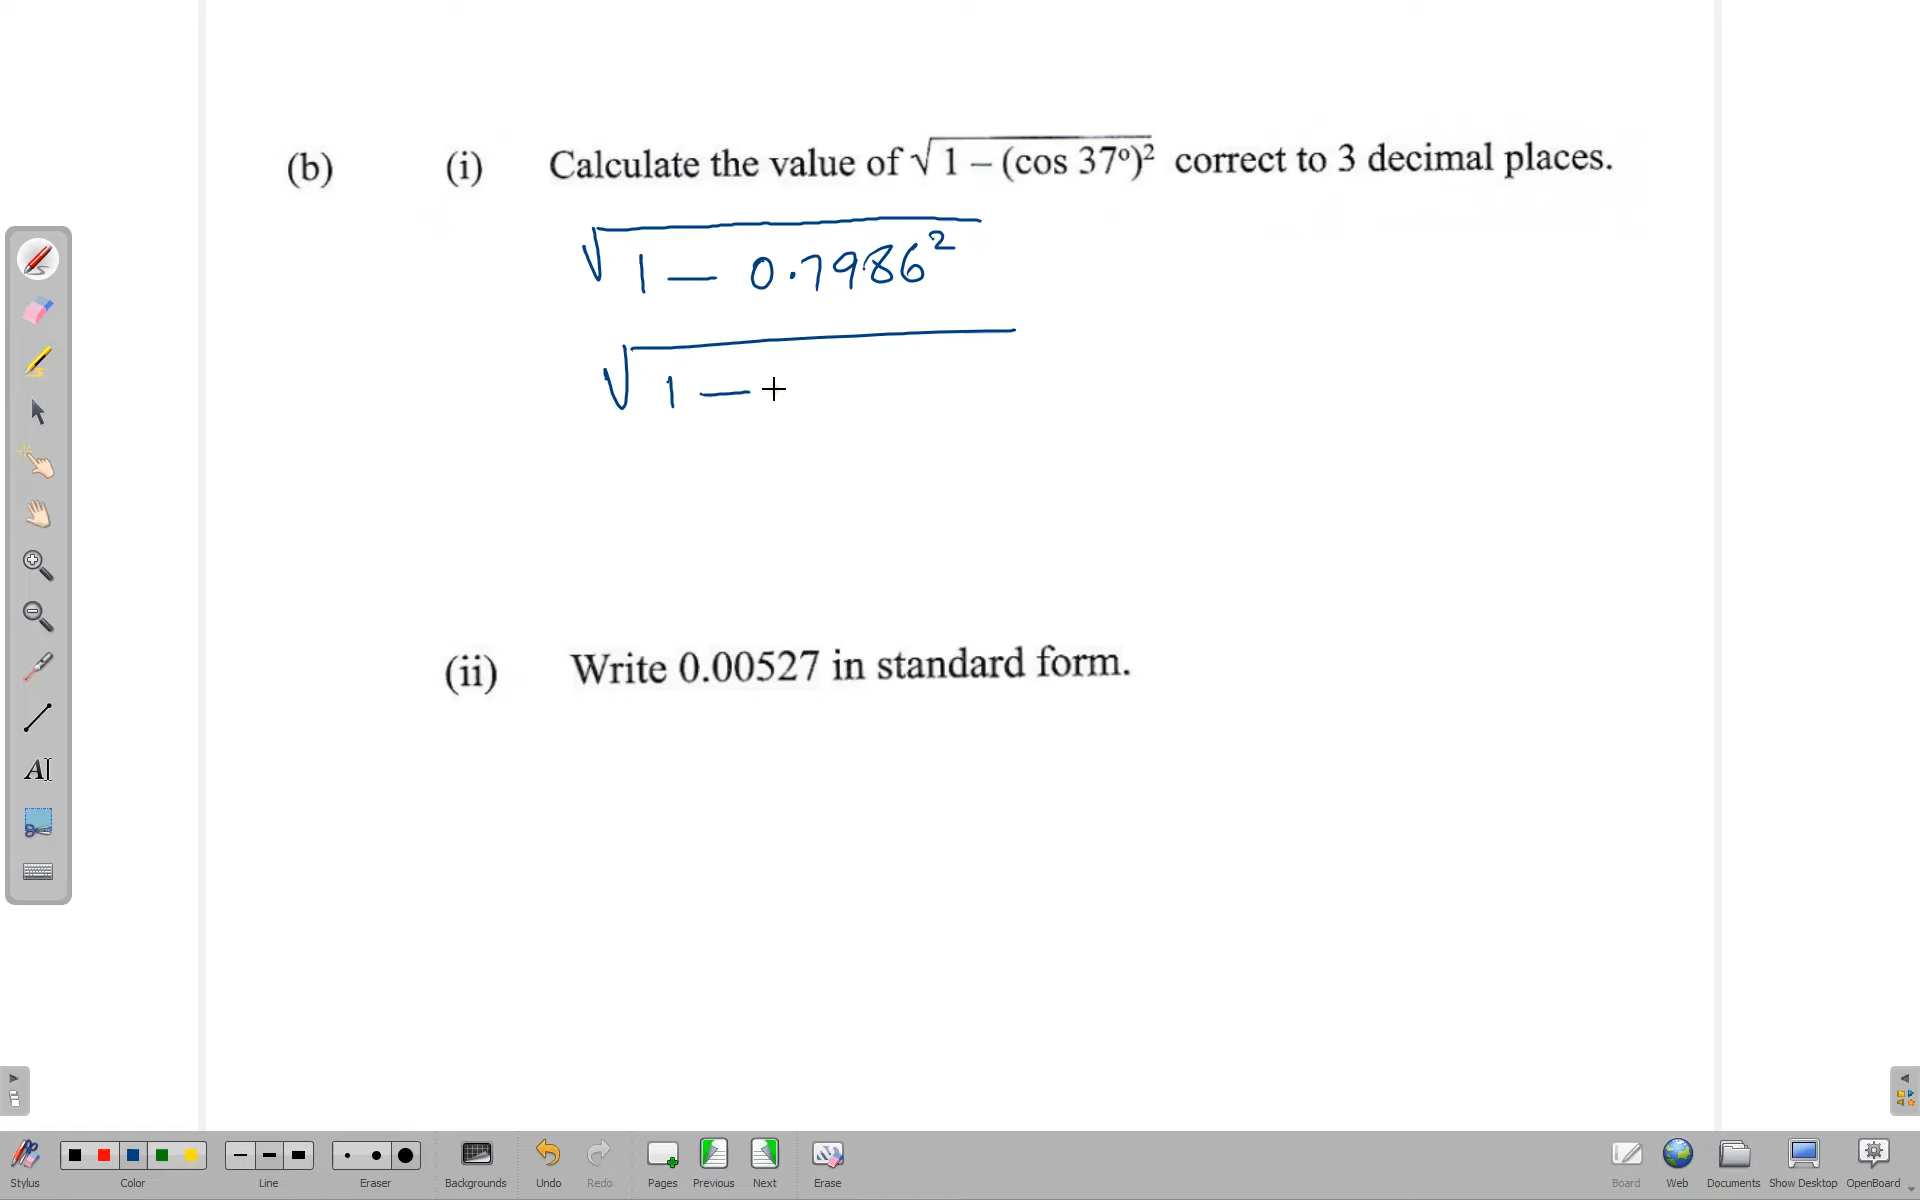 (b) (i) Calculate the value of √1 – (cos 37º)² correct to 3 decimal places.
√1 – 0.7986²
√1 –
(ii) Write 0.00527 in standard form.
Stylus Color Line Eraser Backgrounds Undo Redo Pages Previous Next Erase Board Web Documents Show Desktop OpenBoard